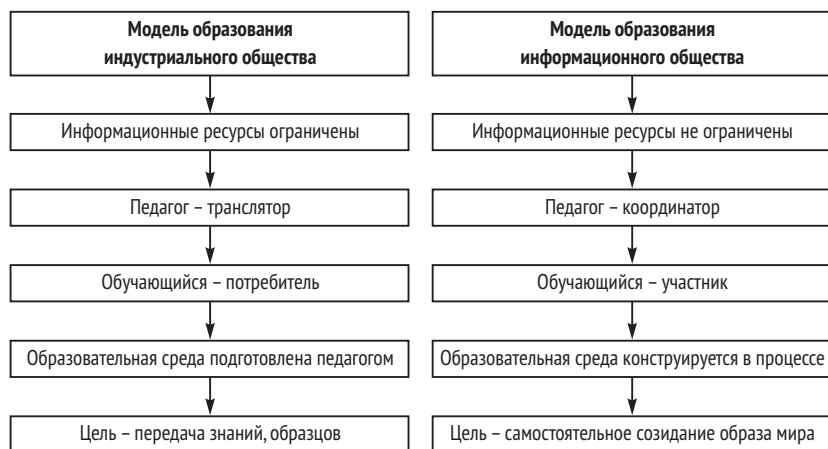 Модель образования
индустриального общества
Информационные ресурсы ограничены
Педагог – транслятор
Обучающийся – потребитель
Образовательная среда подготовлена педагогом
Цель – передача знаний, образцов
Модель образования
информационного общества
Информационные ресурсы не ограничены
Педагог – координатор
Обучающийся – участник
Образовательная среда конструируется в процессе
Цель – самостоятельное созидание образа мира